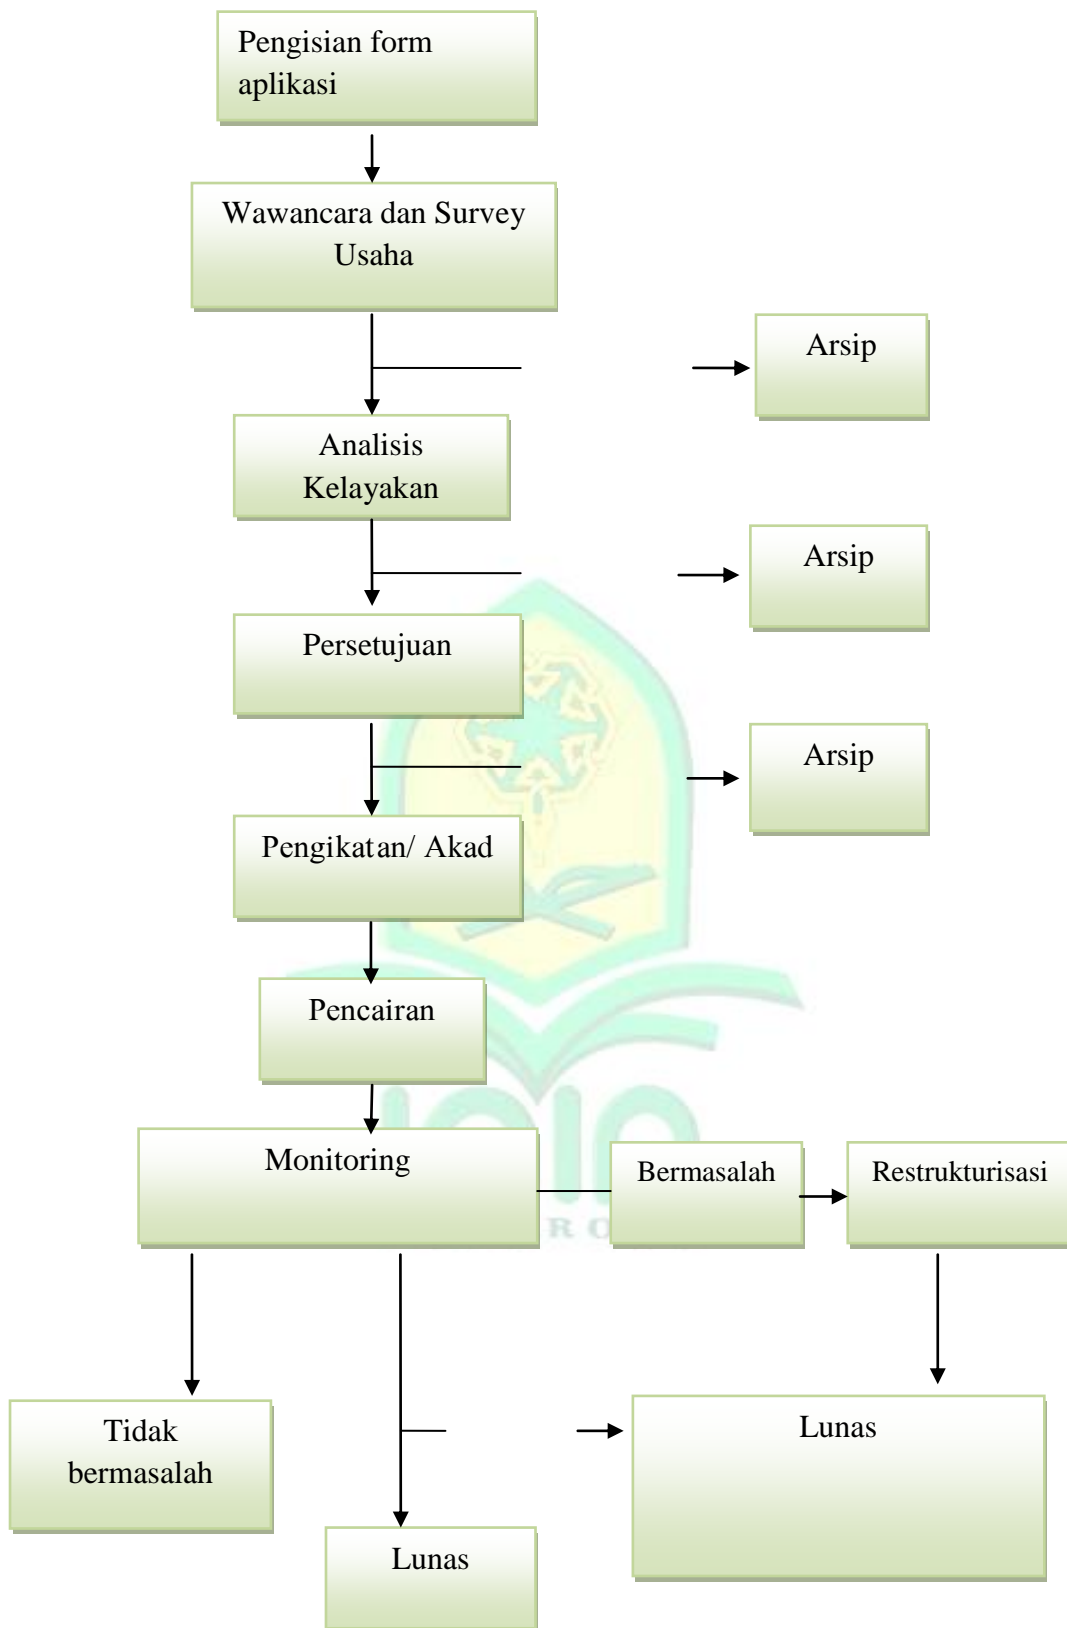 Pengisian form
aplikasi
Wawancara dan Survey
Usaha
Arsip
Analisis
Kelayakan
Arsip
Persetujuan
Arsip
Pengikatan/ Akad
Pencairan
Monitoring
Bermasalah
Restrukturisasi
Tidak
bermasalah
Lunas
Lunas